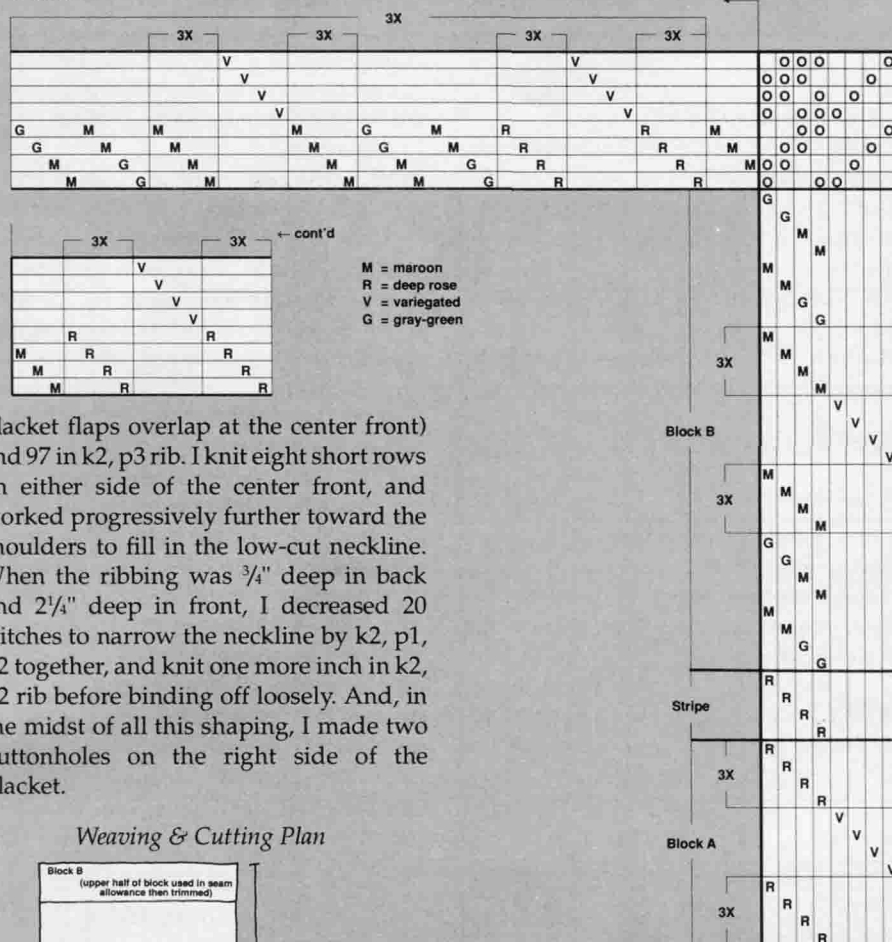 3X
3X 3X 3X 3X
V V O O O O
V V O O O O
V V O O O O
V V O O O O
G M M M G M R R M O O O
G M M M G M R R M O O O
M G M M M G R R M O O O
M G M M M G R R O O O
3X 3X ← cont'd
V
V
V
V
R R
M R R
M R R
M R R
M = maroon
R = deep rose
V = variegated
G = gray-green
lacket flaps overlap at the center front)
nd 97 in k2, p3 rib. I knit eight short rows
n either side of the center front, and
orked progressively further toward the
houlders to fill in the low-cut neckline.
When the ribbing was ¾" deep in back
nd 2¼" deep in front, I decreased 20
titches to narrow the neckline by k2, p1,
2 together, and knit one more inch in k2,
2 rib before binding off loosely. And, in
he midst of all this shaping, I made two
uttonholes on the right side of the
lacket.
Weaving & Cutting Plan
Block B
(upper half of block used in seam
allowance then trimmed)
G
G
M
M
M
M
G
G
3X
M
M
M
M
Block B
V
V
V
V
3X
M
M
M
M
G
G
M
M
M
M
G
G
Stripe
R
R
R
R
3X
R
R
R
R
Block A
V
V
V
V
3X
R
R
R
R